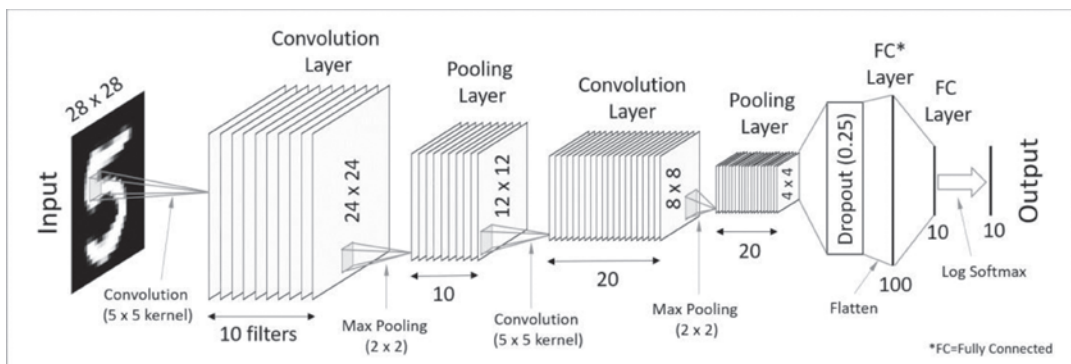 Input
28 x 28
Convolution
(5 x 5 kernel)
Convolution
Layer
24 x 24
10 filters
Max Pooling
(2 x 2)
Pooling
Layer
12 x 12
10
Convolution
(5 x 5 kernel)
Convolution
Layer
8 x 8
20
Max Pooling
(2 x 2)
Pooling
Layer
4 x 4
20
Dropout (0.25)
Flatten
FC*
Layer
100
FC
Layer
10
Log Softmax
10
Output
*FC=Fully Connected